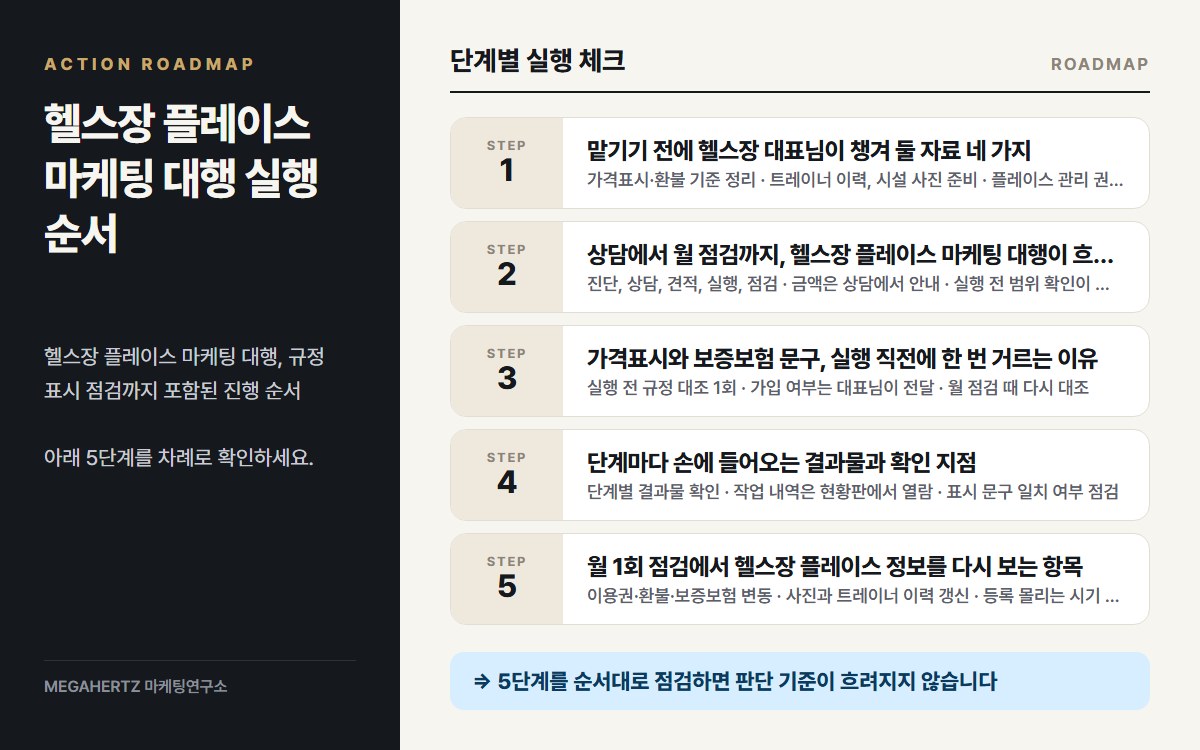 ACTION ROADMAP
헬스장 플레이스
마케팅 대행 실행
순서
헬스장 플레이스 마케팅 대행, 규정
표시 점검까지 포함된 진행 순서
아래 5단계를 차례로 확인하세요.
MEGAHERTZ 마케팅연구소
단계별 실행 체크
ROADMAP
STEP
1
맡기기 전에 헬스장 대표님이 챙겨 둘 자료 네 가지
가격표시·환불 기준 정리 · 트레이너 이력, 시설 사진 준비 · 플레이스 관리 권…
STEP
2
상담에서 월 점검까지, 헬스장 플레이스 마케팅 대행이 흐…
진단, 상담, 견적, 실행, 점검 · 금액은 상담에서 안내 · 실행 전 범위 확인이 …
STEP
3
가격표시와 보증보험 문구, 실행 직전에 한 번 거르는 이유
실행 전 규정 대조 1회 · 가입 여부는 대표님이 전달 · 월 점검 때 다시 대조
STEP
4
단계마다 손에 들어오는 결과물과 확인 지점
단계별 결과물 확인 · 작업 내역은 현황판에서 열람 · 표시 문구 일치 여부 점검
STEP
5
월 1회 점검에서 헬스장 플레이스 정보를 다시 보는 항목
이용권·환불·보증보험 변동 · 사진과 트레이너 이력 갱신 · 등록 몰리는 시기 …
→ 5단계를 순서대로 점검하면 판단 기준이 흐려지지 않습니다